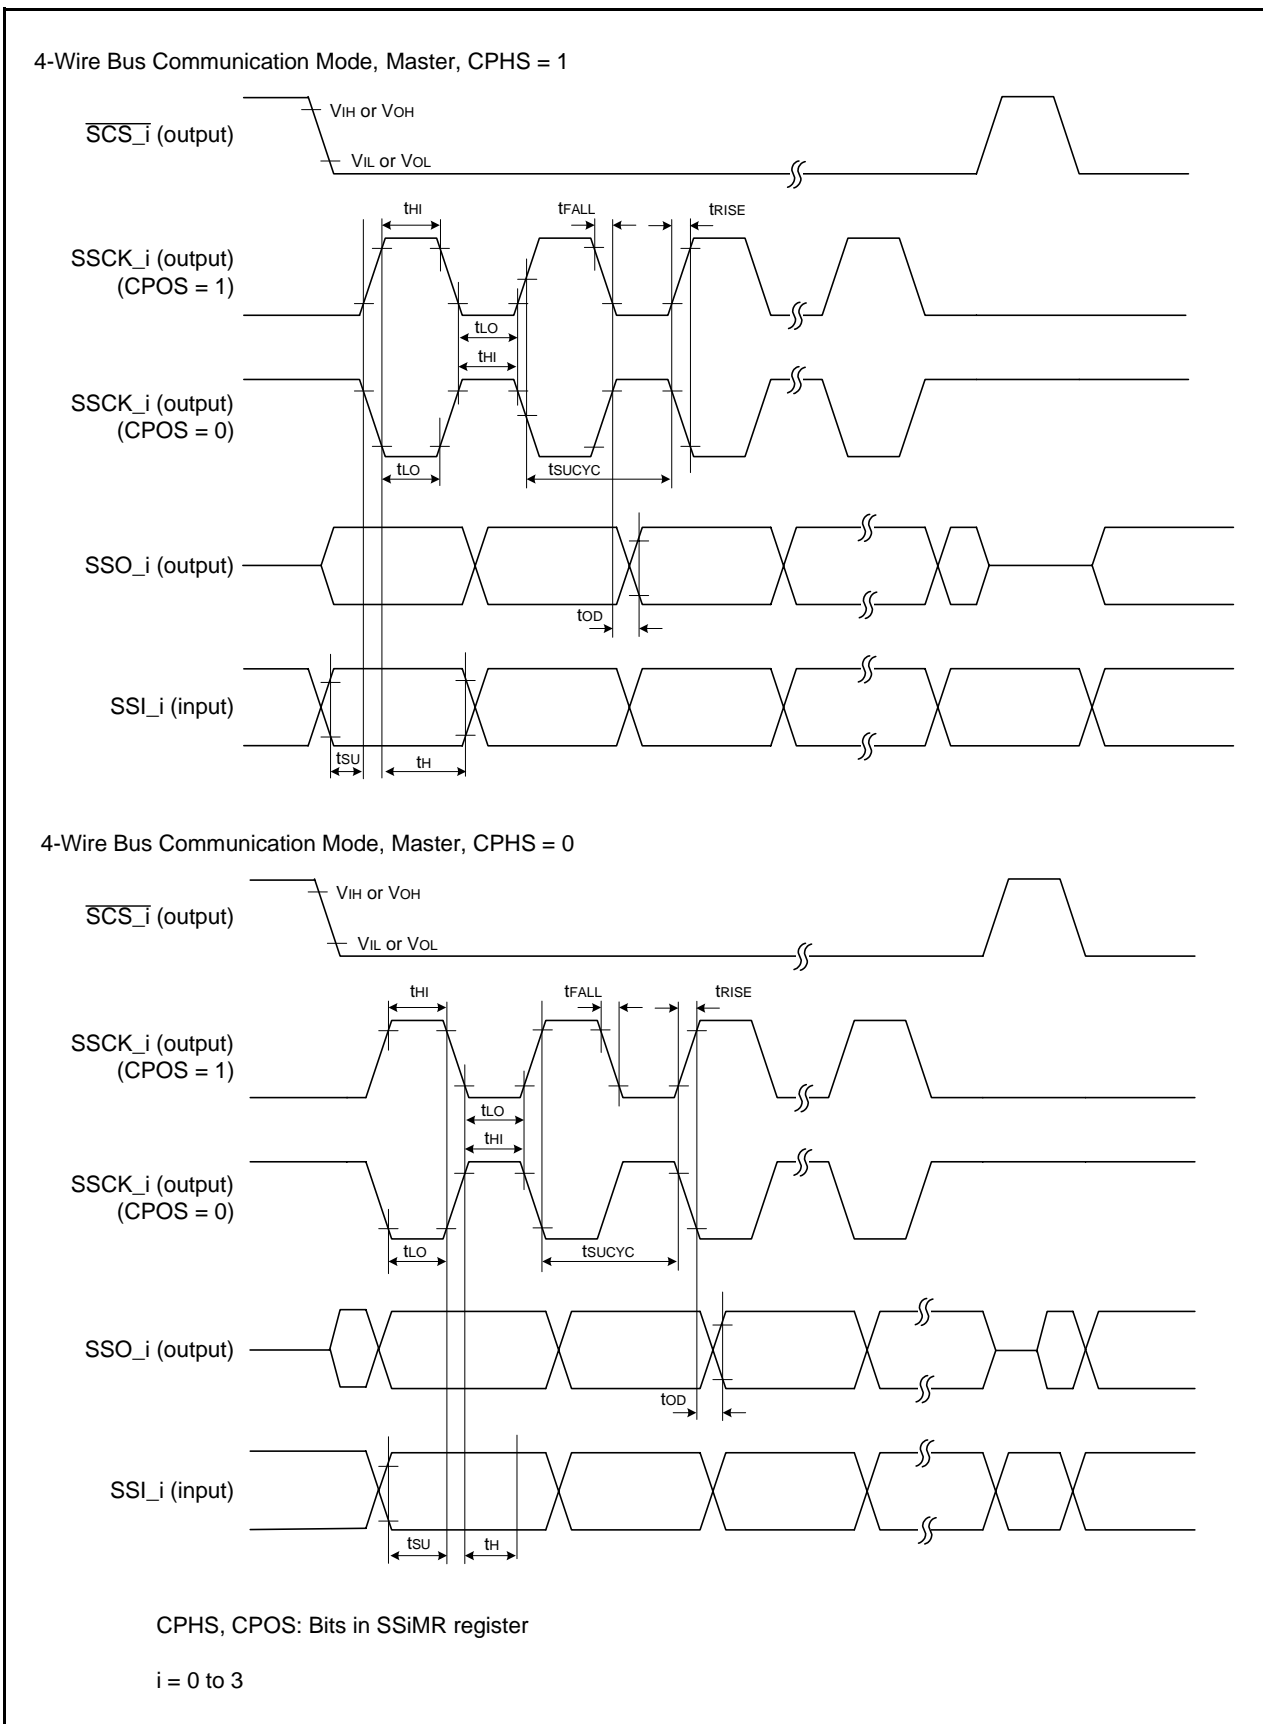 4-Wire Bus Communication Mode, Master, CPHS = 1
VIH or VOH
SCS_i (output)
VIL or VOL
tHI
tFALL
tRISE
SSCK_i (output)
(CPOS = 1)
tLO
tHI
SSCK_i (output)
(CPOS = 0)
tLO
tSUCYC
SSO_i (output)
tOD
SSI_i (input)
tSU
tH
4-Wire Bus Communication Mode, Master, CPHS = 0
VIH or VOH
SCS_i (output)
VIL or VOL
tHI
tFALL
tRISE
SSCK_i (output)
(CPOS = 1)
tLO
tHI
SSCK_i (output)
(CPOS = 0)
tLO
tSUCYC
SSO_i (output)
tOD
SSI_i (input)
tSU
tH
CPHS, CPOS: Bits in SSiMR register
i = 0 to 3